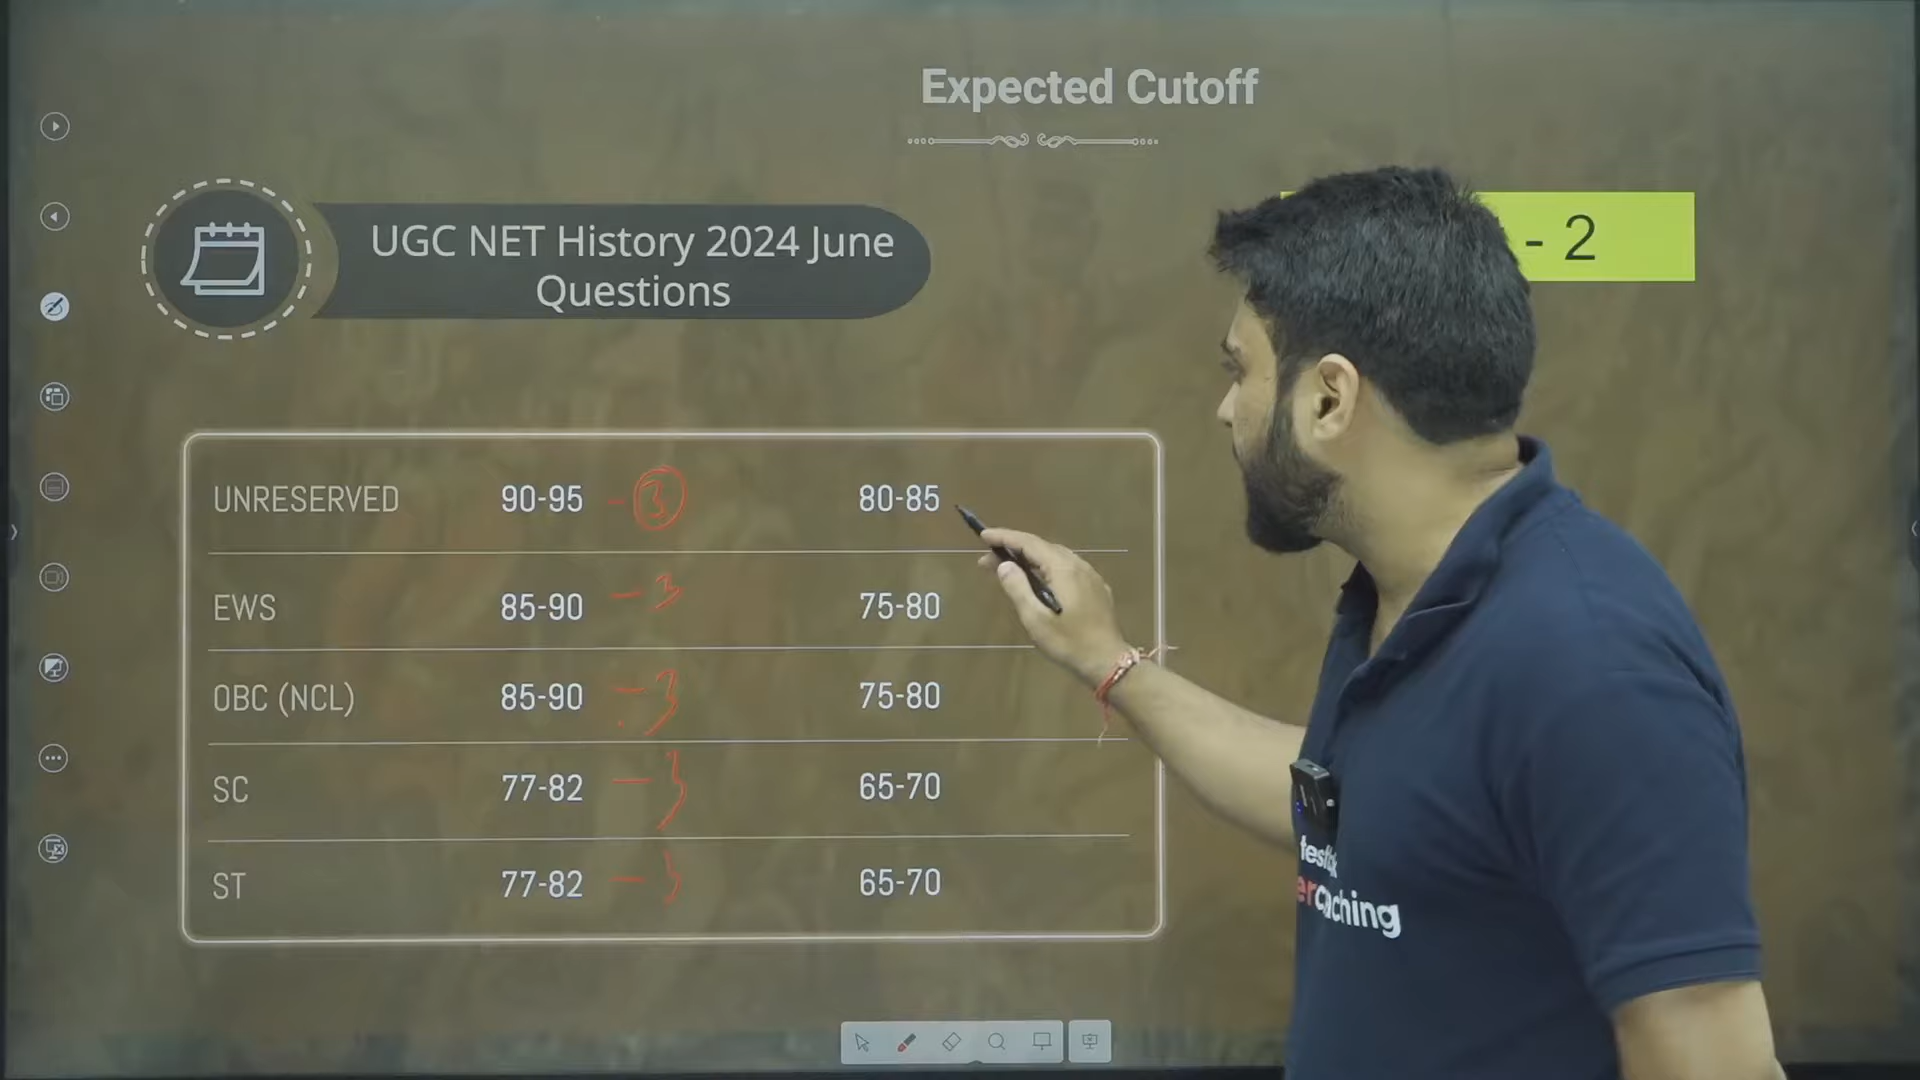 Expected Cutoff
UGC NET History 2024 June
Questions
- 2
UNRESERVED 90-95 - 3 80-85
EWS 85-90 - 3 75-80
OBC (NCL) 85-90 - 3 75-80
SC 77-82 - 3 65-70
ST 77-82 - 3 65-70